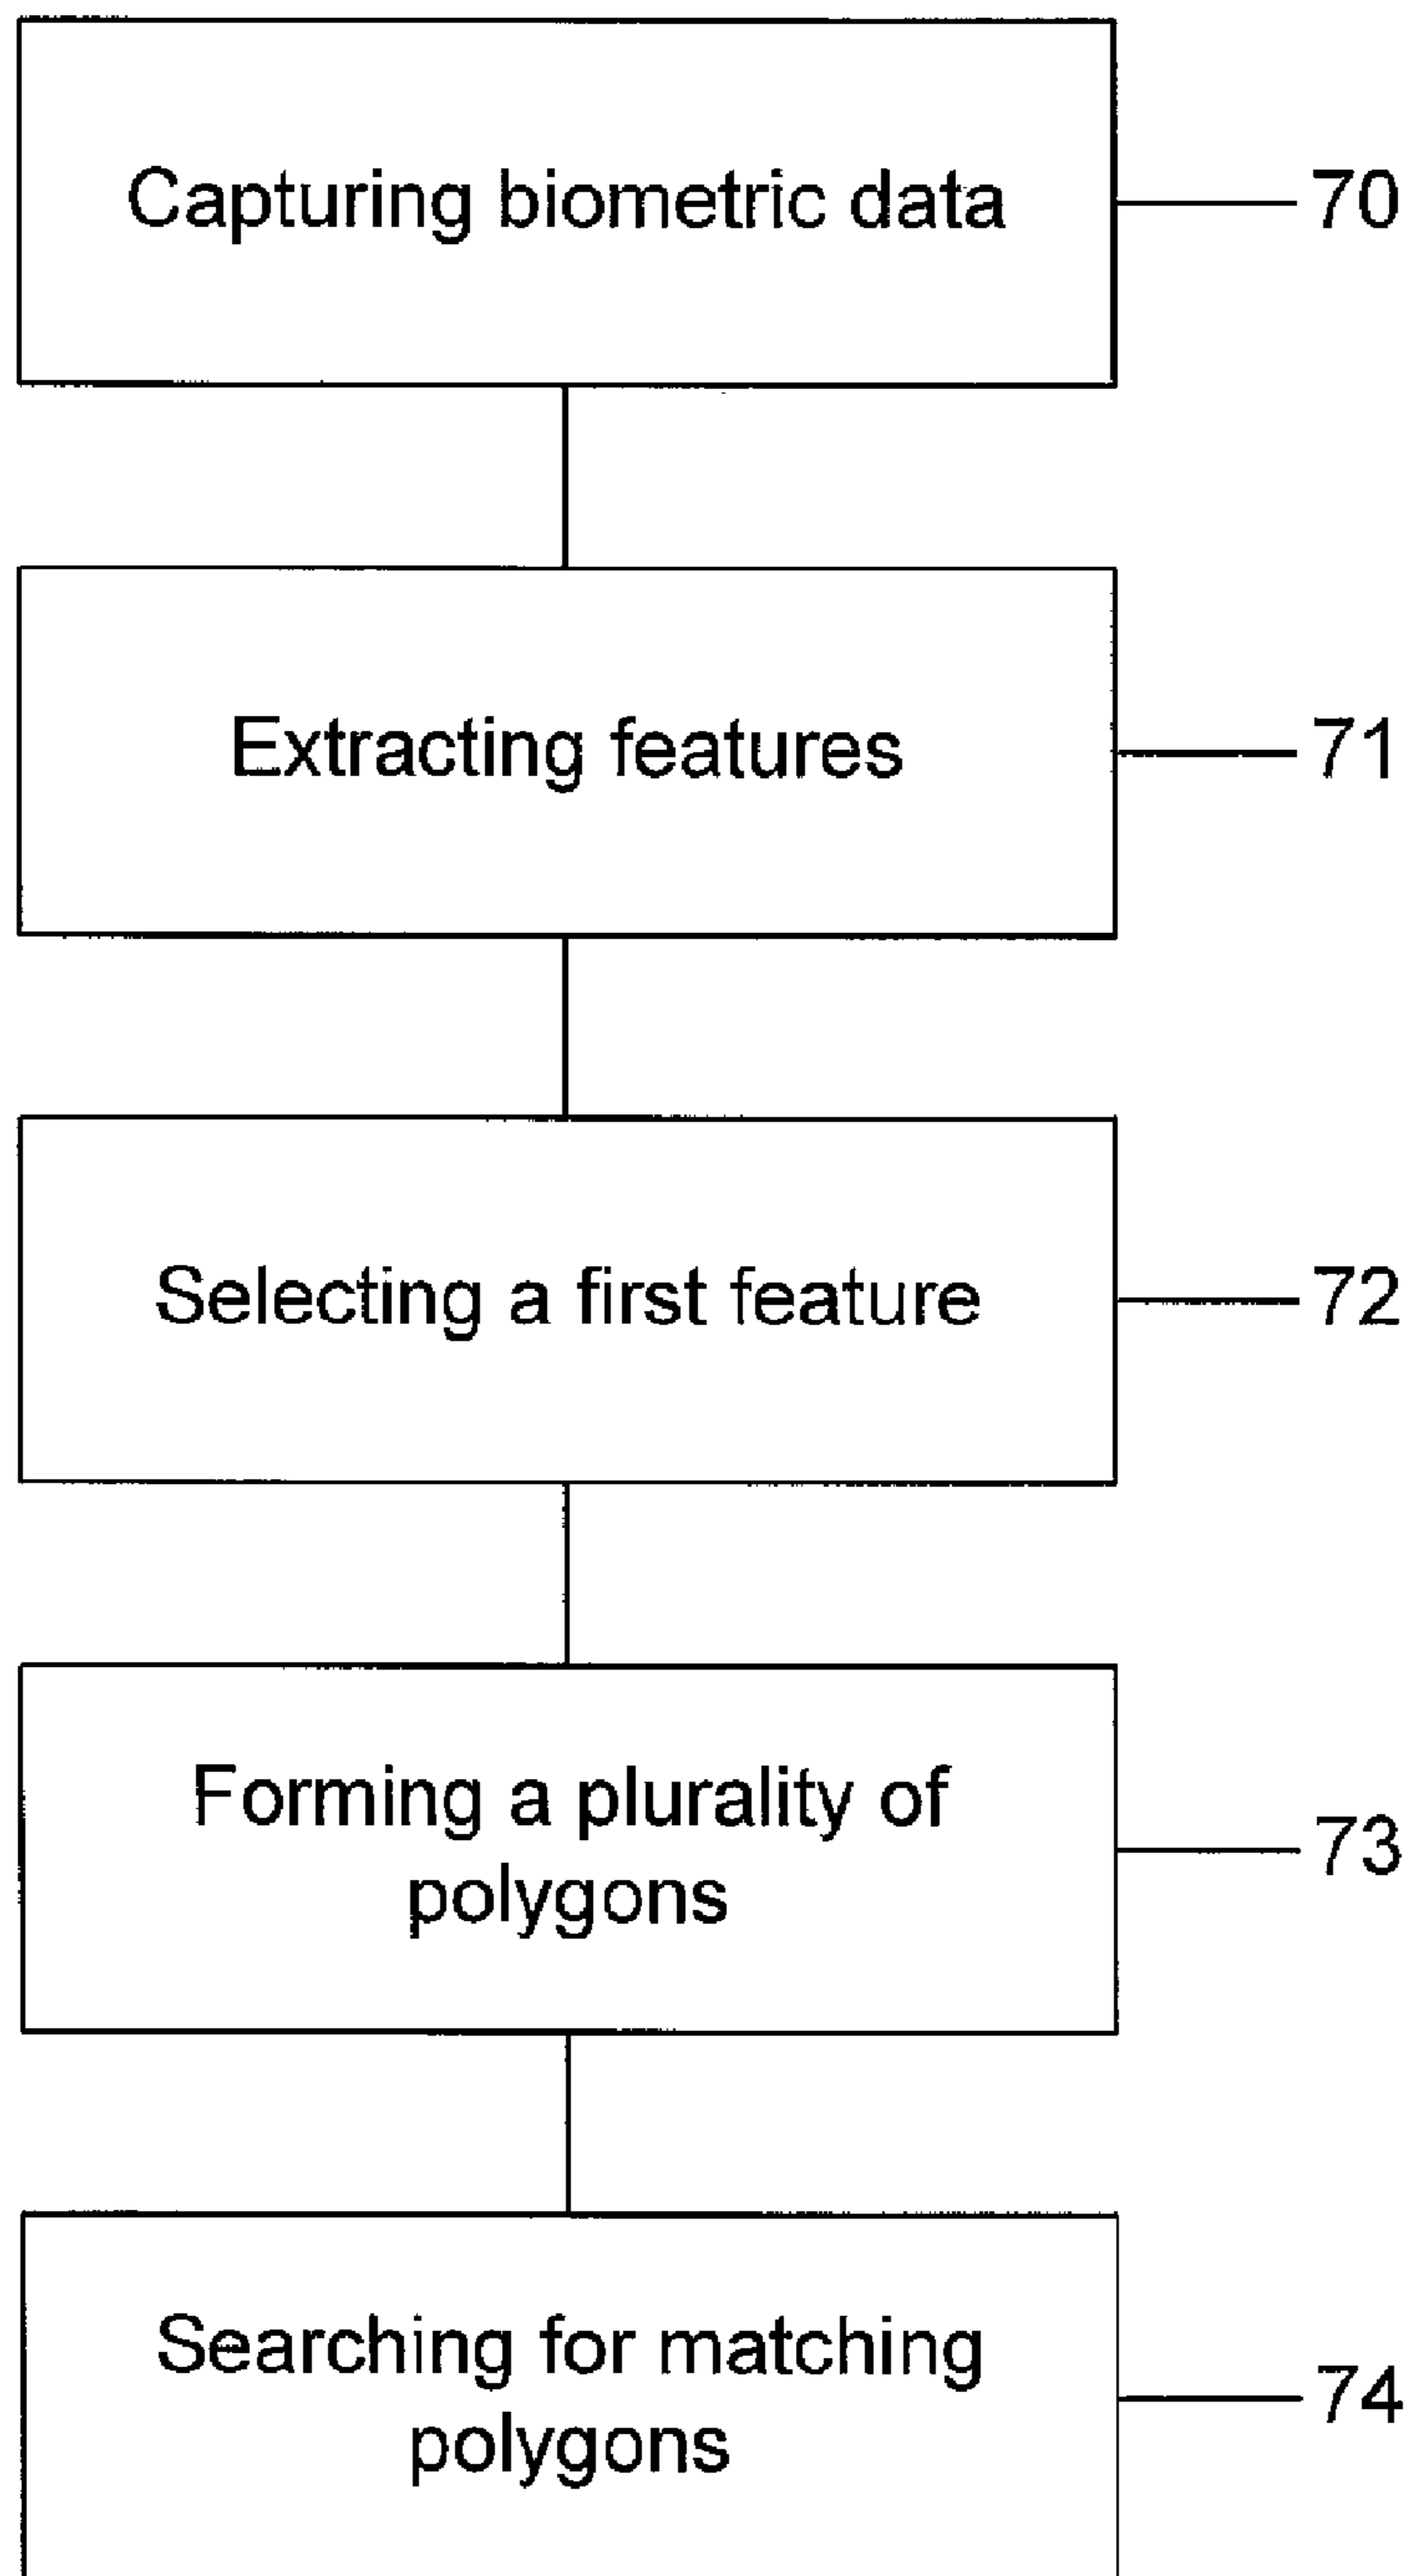 Capturing biometric data
70
Extracting features
71
Selecting a first feature
72
Forming a plurality of
polygons
73
Searching for matching
polygons
74